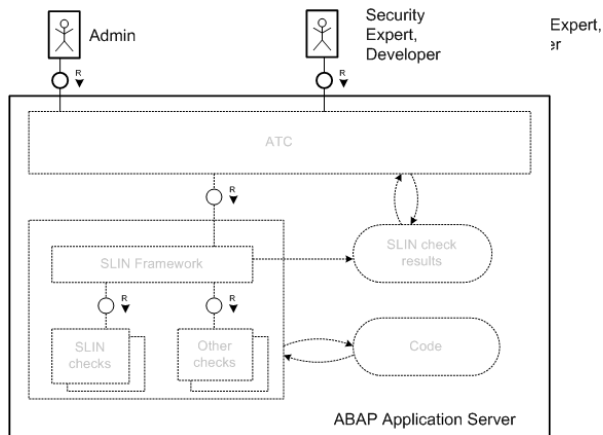 Admin
Security
Expert,
Developer
Expert,
er
R
R
ATC
R
SLIN Framework
SLIN check
results
R
R
SLIN
checks
Other
checks
Code
ABAP Application Server